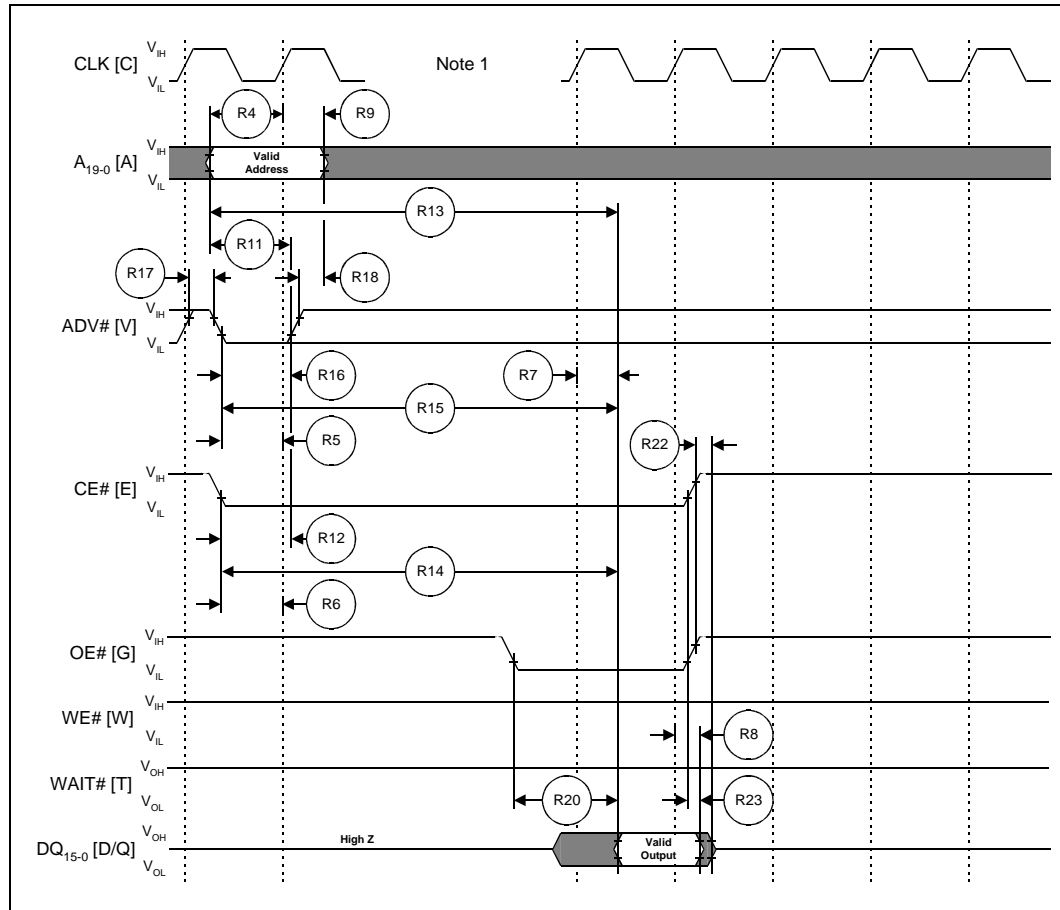 V_IH
CLK [C]
Note 1
V_IL
R4
R9
V_IH
A_19-0 [A]
Valid
Address
V_IL
R13
R11
R17
R18
V_IH
ADV# [V]
V_IL
R16
R7
R15
R5
R22
V_IH
CE# [E]
V_IL
R12
R14
R6
V_IH
OE# [G]
V_IL
V_IH
WE# [W]
V_IL
R8
V_OH
WAIT# [T]
V_OL
R20
R23
V_OH
High Z
DQ_15-0 [D/Q]
Valid
Output
V_OL